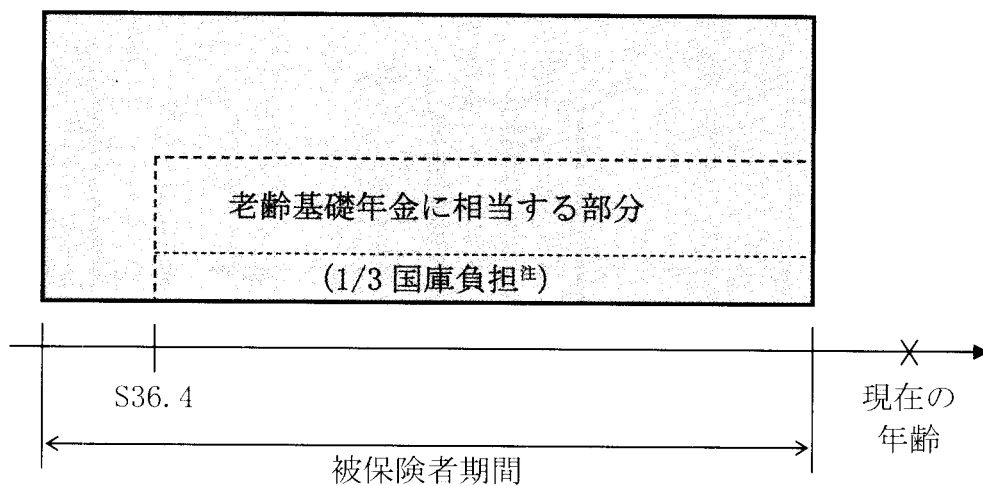 老齢基礎年金に相当する部分
(1/3 国庫負担注)
S36.4
現在の
年齢
被保険者期間